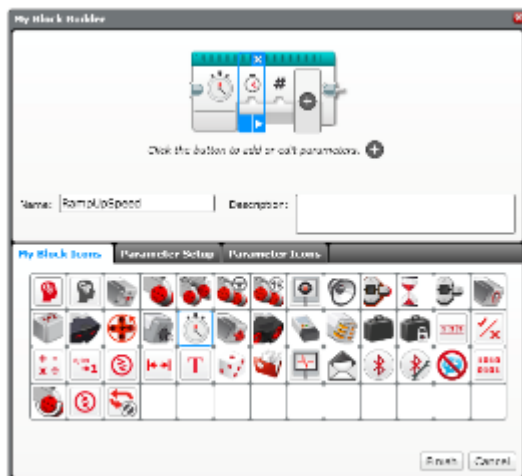 My Block Builder
#
Click the button to add or edit parameters.
Name: RampUpSpeed Description:
My Block Icons Parameter Setup Parameter Icons
T
Finish Cancel